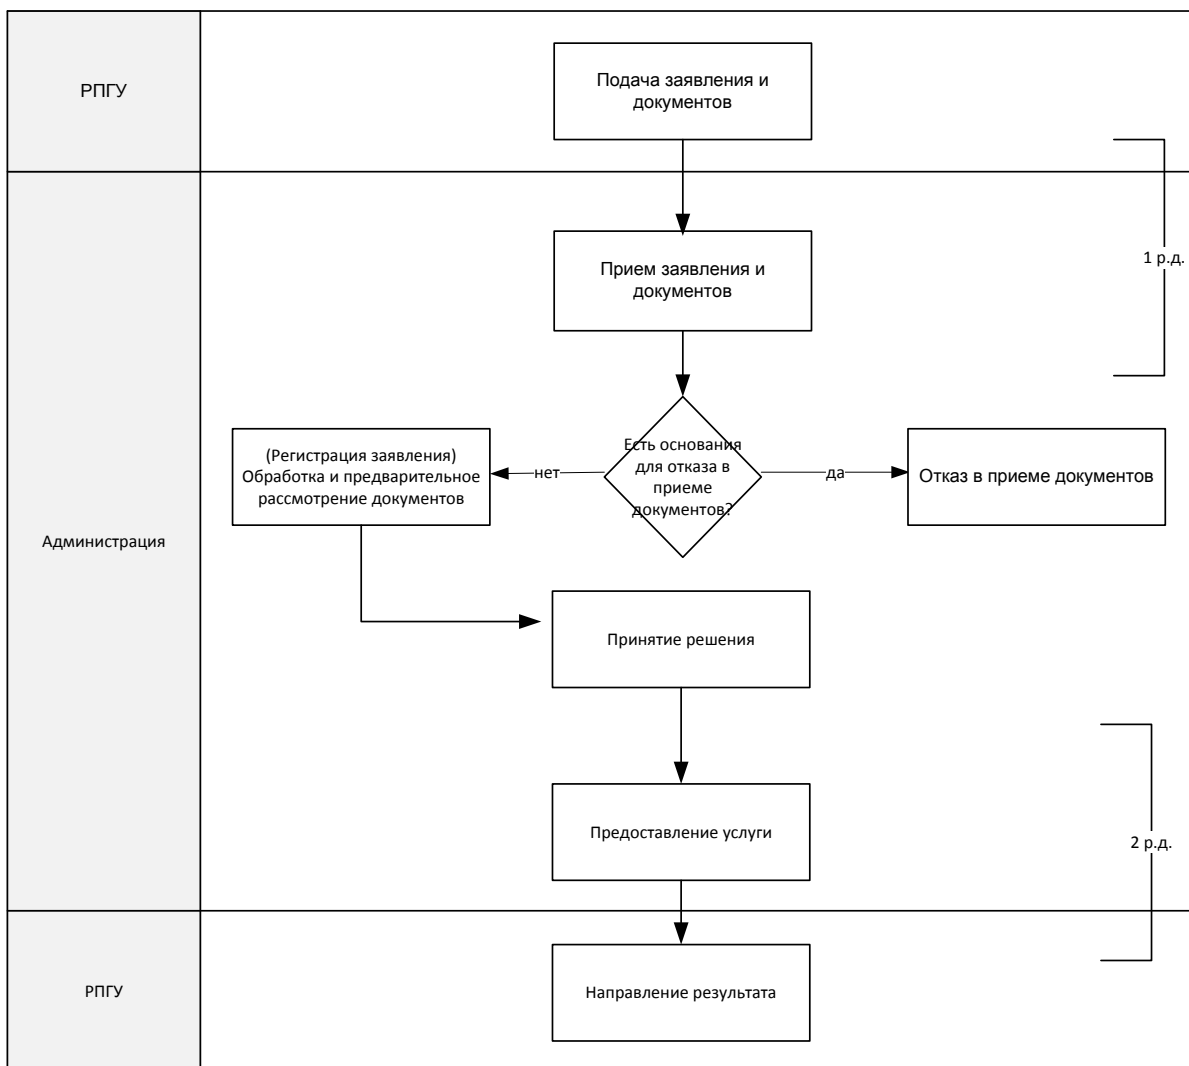 РПГУ
Подача заявления и
документов
1 р.д.
Прием заявления и
документов
Администрация
(Регистрация заявления)
Обработка и предварительное
рассмотрение документов
нет
Есть основания
для отказа в
приеме
документов?
да
Отказ в приеме документов
Принятие решения
Предоставление услуги
2 р.д.
РПГУ
Направление результата